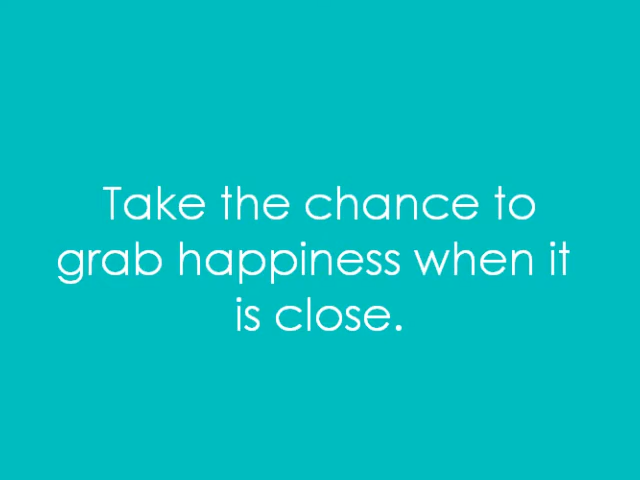 Take the chance to
grab happiness when it
is close.